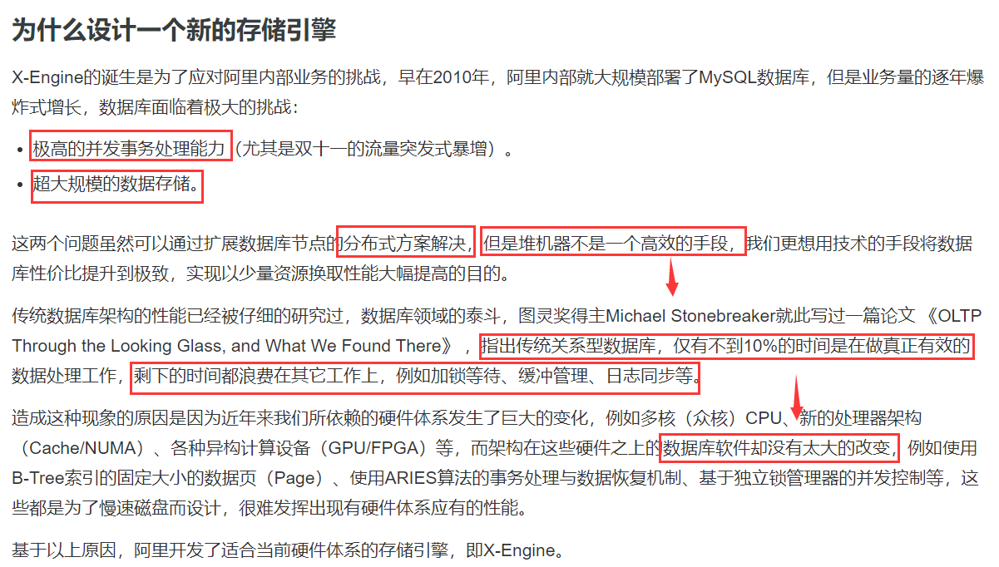 为什么设计一个新的存储引擎
X-Engine的诞生是为了应对阿里内部业务的挑战，早在2010年，阿里内部就大规模部署了MySQL数据库，但是业务量的逐年爆
炸式增长，数据库面临着极大的挑战：
• 极高的并发事务处理能力（尤其是双十一的流量突发式暴增）。
• 超大规模的数据存储。
这两个问题虽然可以通过扩展数据库节点的分布式方案解决，但是堆机器不是一个高效的手段，我们更想用技术的手段将数据
库性价比提升到极致，实现以少量资源换取性能大幅提高的目的。
传统数据库架构的性能已经被仔细的研究过，数据库领域的泰斗，图灵奖得主Michael Stonebreaker就此写过一篇论文 《OLTP
Through the Looking Glass, and What We Found There》 ，指出传统关系型数据库，仅有不到10%的时间是在做真正有效的
数据处理工作，剩下的时间都浪费在其它工作上，例如加锁等待、缓冲管理、日志同步等。
造成这种现象的原因是因为近年来我们所依赖的硬件体系发生了巨大的变化，例如多核（众核）CPU、新的处理器架构
（Cache/NUMA）、各种异构计算设备（GPU/FPGA）等，而架构在这些硬件之上的数据库软件却没有太大的改变，例如使用
B-Tree索引的固定大小的数据页（Page）、使用ARIES算法的事务处理与数据恢复机制、基于独立锁管理器的并发控制等，这
些都是为了慢速磁盘而设计，很难发挥出现有硬件体系应有的性能。
基于以上原因，阿里开发了适合当前硬件体系的存储引擎，即X-Engine。